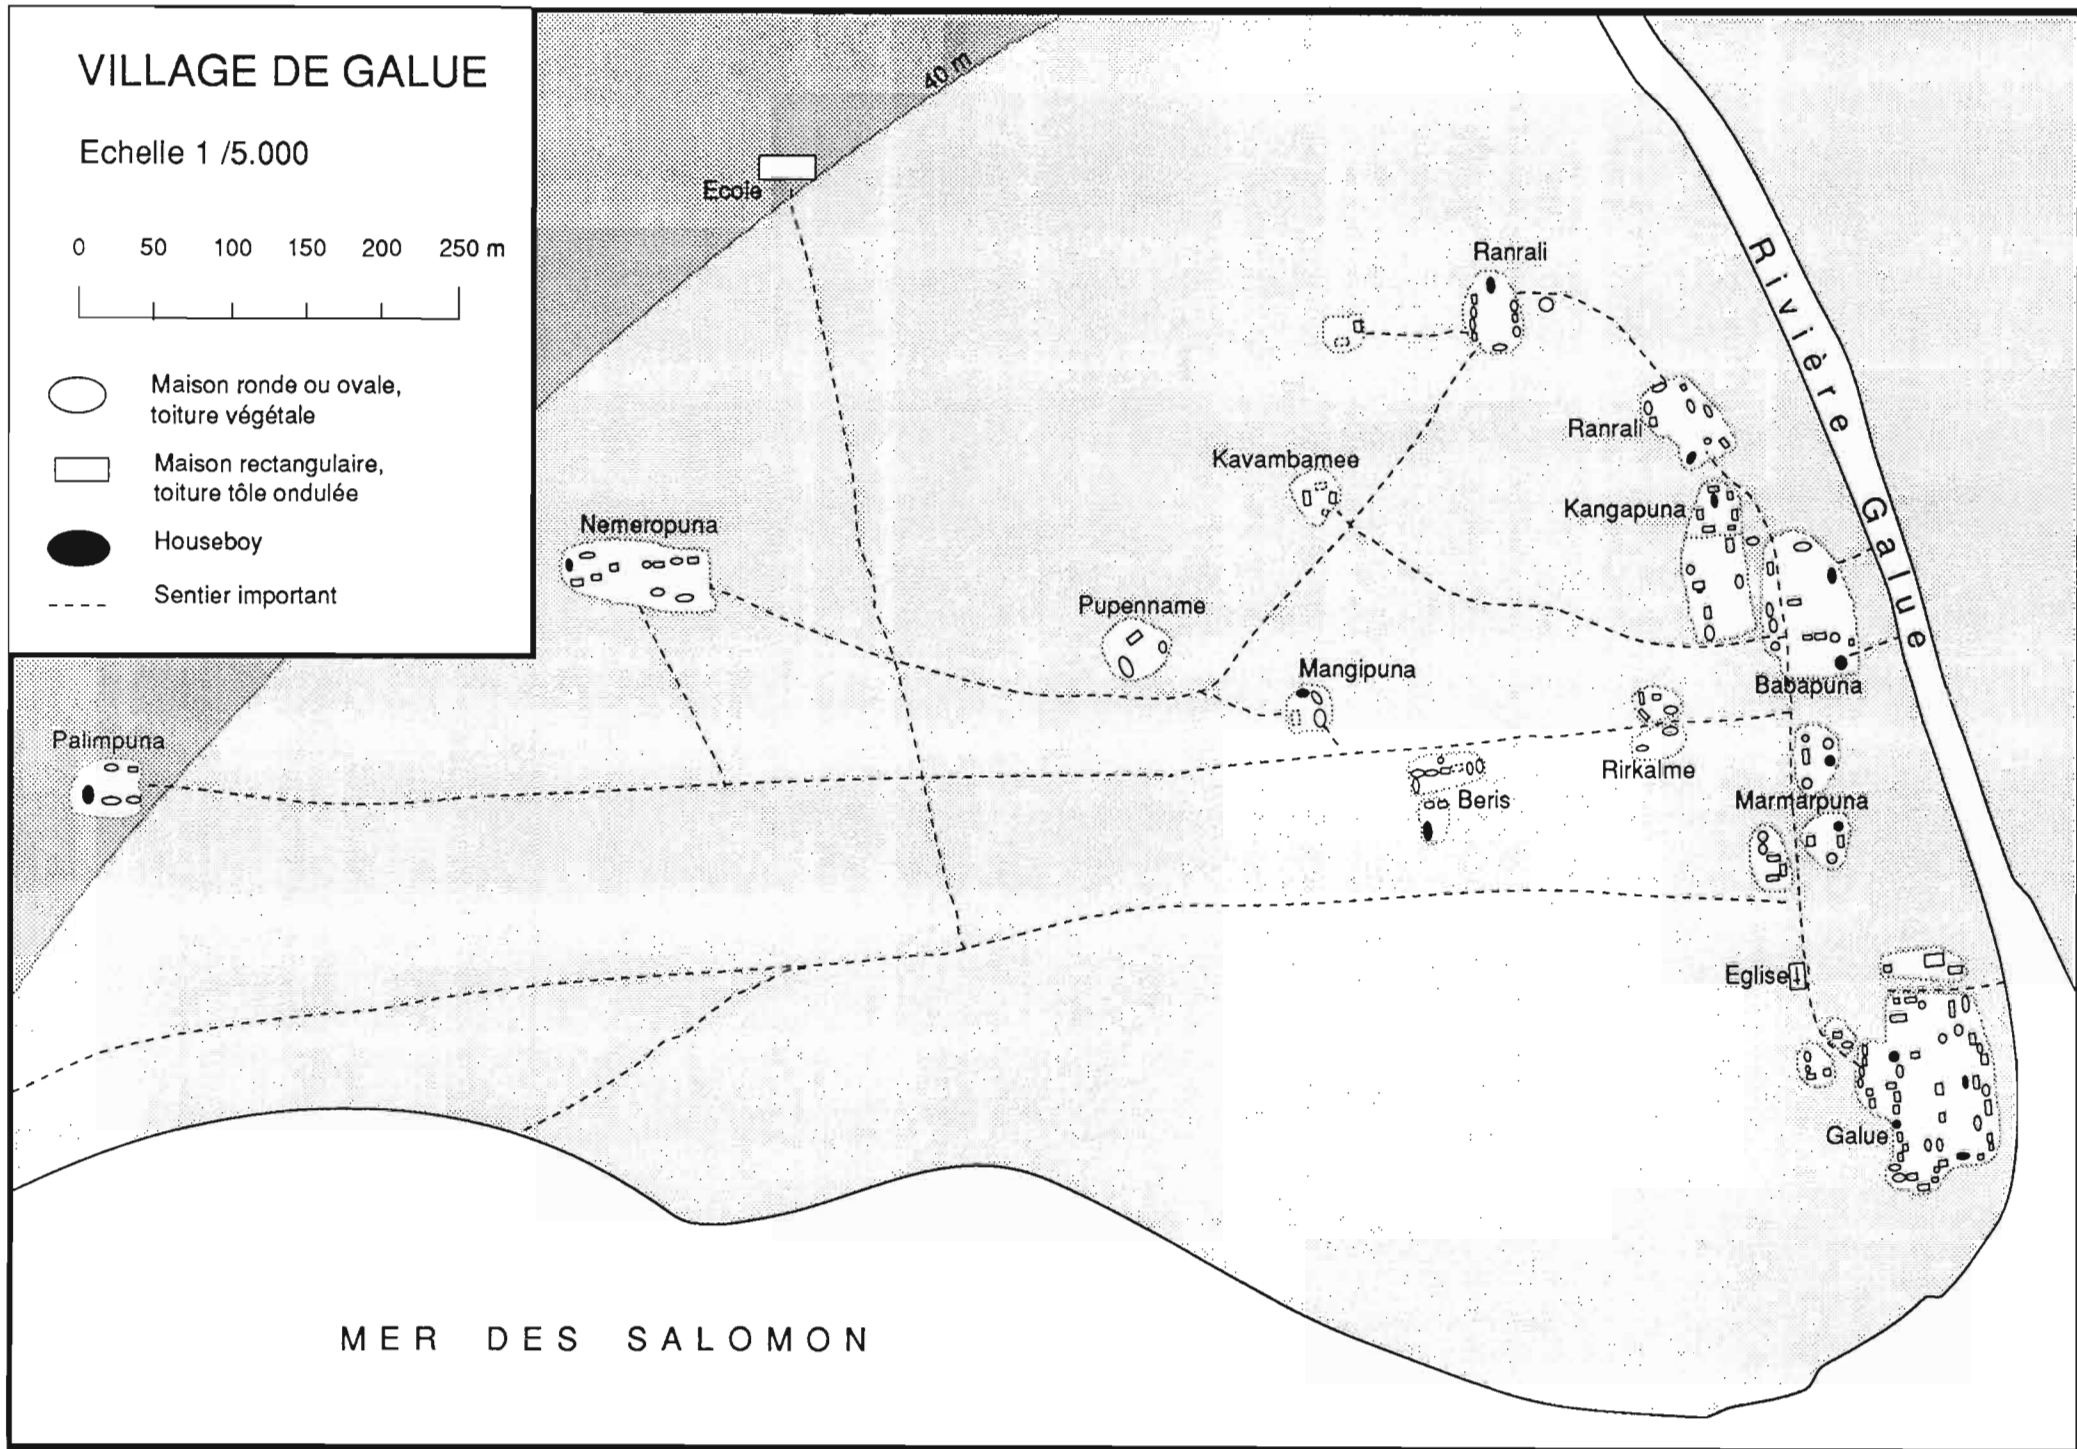 VILLAGE DE GALUE
Echelle 1 /5.000
0 50 100 150 200 250 m
Maison ronde ou ovale,
toiture végétale
Maison rectangulaire,
toiture tôle ondulée
Houseboy
Sentier important
40 m
Ecole
Ranrali
Rivière Galue
Ranrali
Kavambamee
Kangapuna
Nemeropuna
Pupenname
Mangipuna
Babapuna
Palimpuna
Rirkalme
Beris
Marmarpuna
Eglise
Galue
MER DES SALOMON